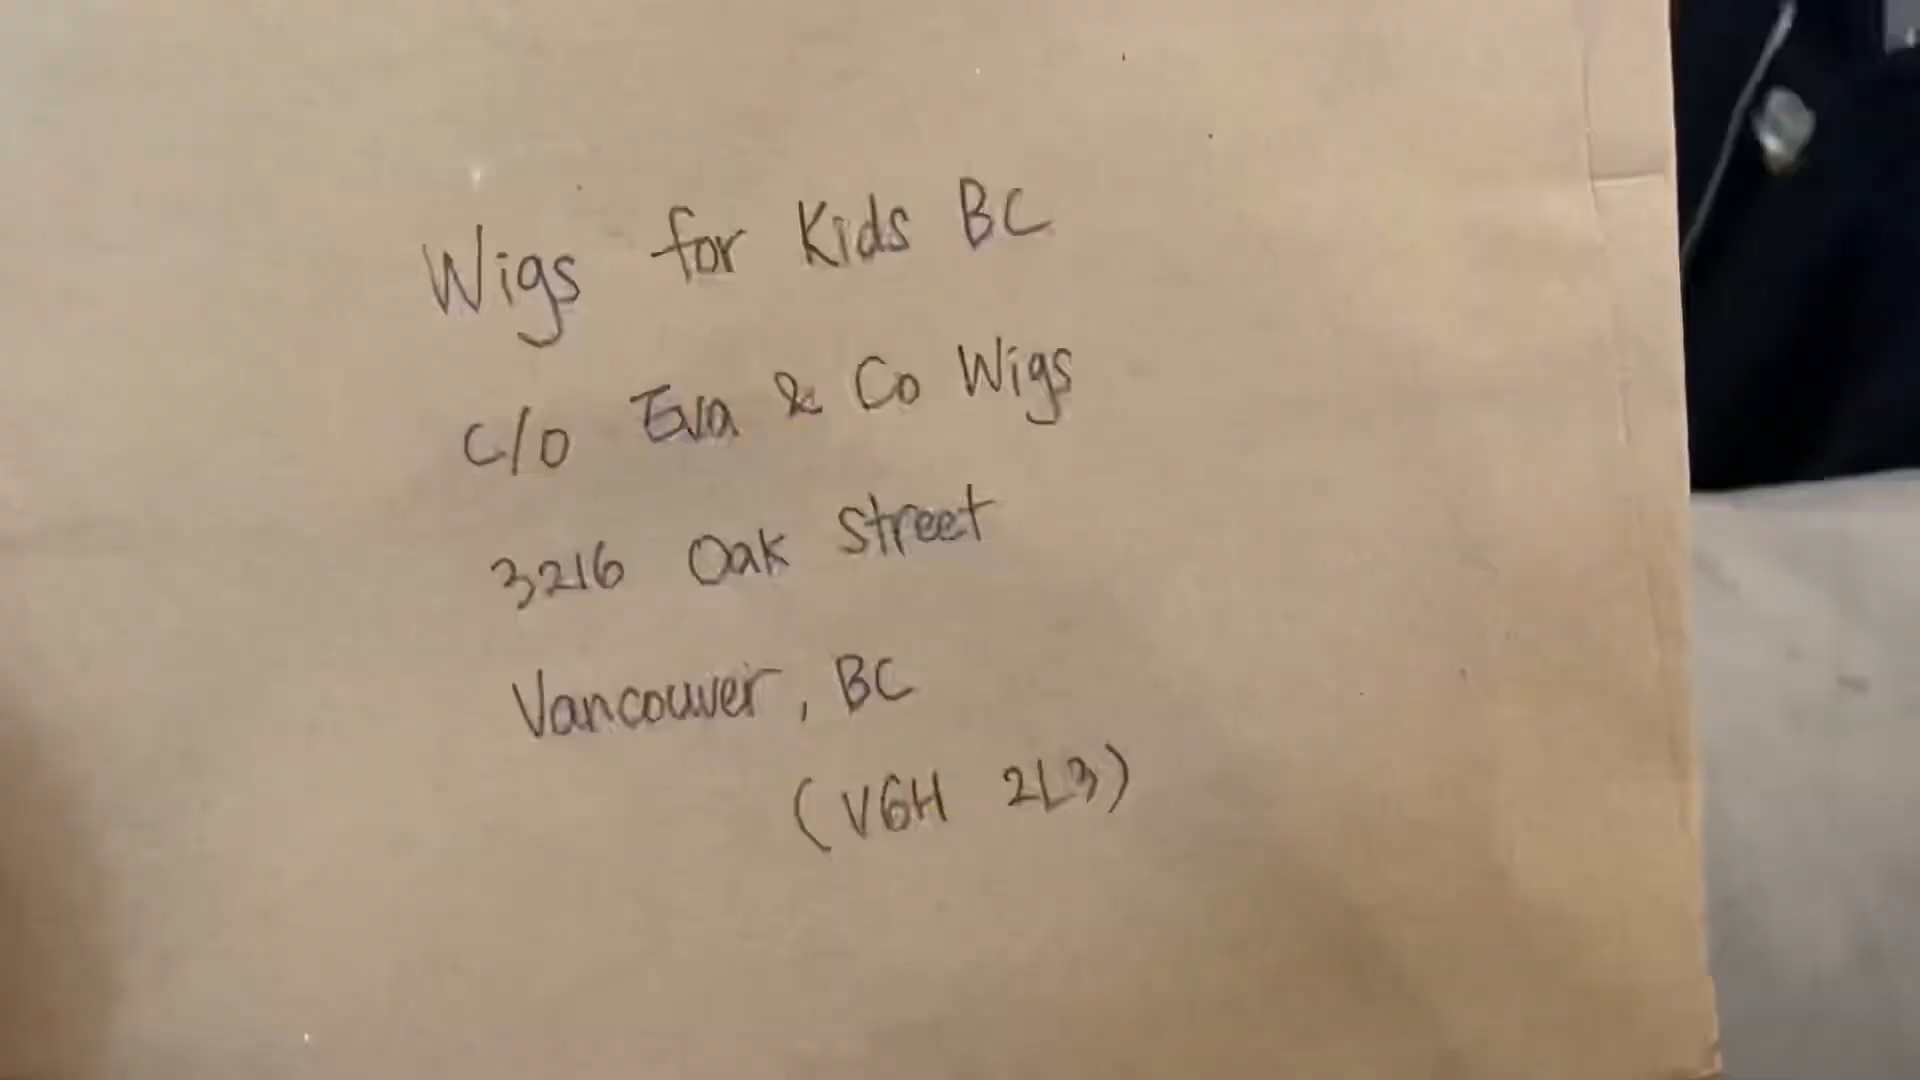 Wigs for Kids BC
C/O Eva & Co Wigs
3216 Oak Street
Vancouver, BC
(V6H 2L3)